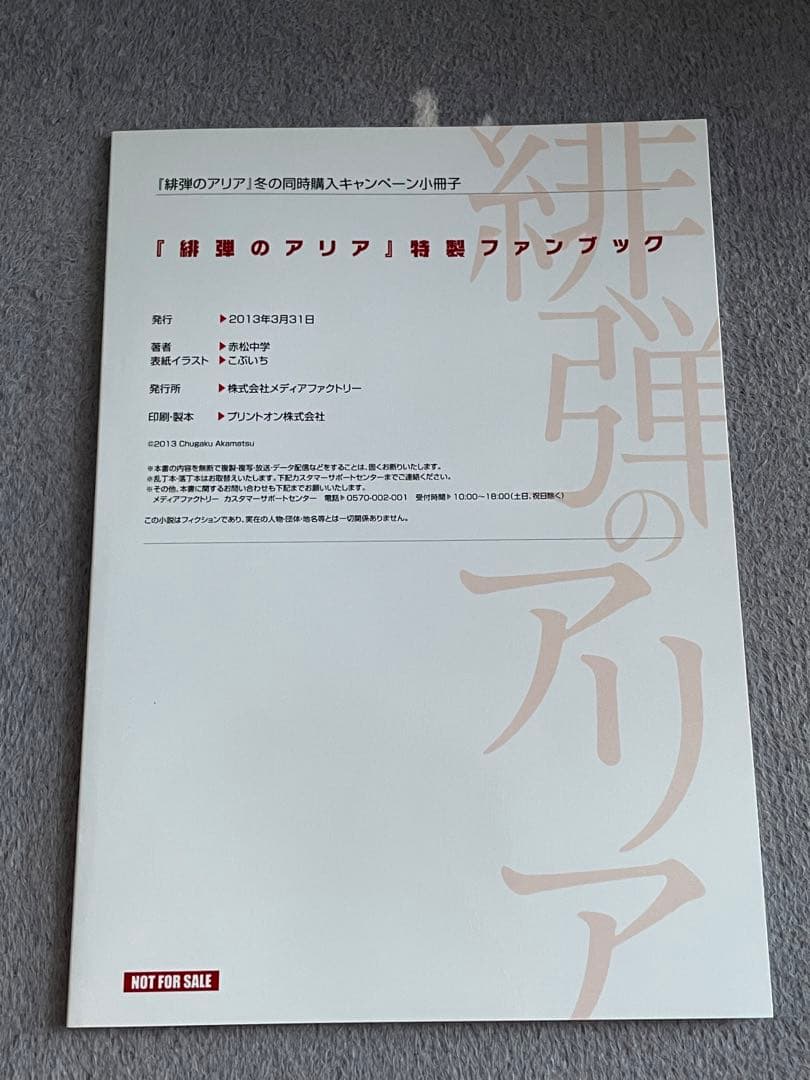 『緋弾のアリア』冬の同時購入キャンペーン小冊子
『緋弾のアリア』特製ファンブック
発行 ▶2013年3月31日
著者 ▶赤松中学
表紙イラスト ▶こぶいち
発行所 ▶株式会社メディアファクトリー
印刷・製本 ▶プリントオン株式会社
©2013 Chugaku Akamatsu
※本書の内容を無断で複製・複写・放送・データ配信などをすることは、固くお断りいたします。
※乱丁本・落丁本はお取替えいたします。下記カスタマーサポートセンターまでご連絡ください。
※その他、本書に関するお問い合わせも下記までお願いいたします。
メディアファクトリー カスタマーサポートセンター 電話▶0570-002-001 受付時間▶10:00〜18:00(土日、祝日除く)
この小説はフィクションであり、実在の人物・団体・地名等とは一切関係ありません。
緋弾のアリア
NOT FOR SALE